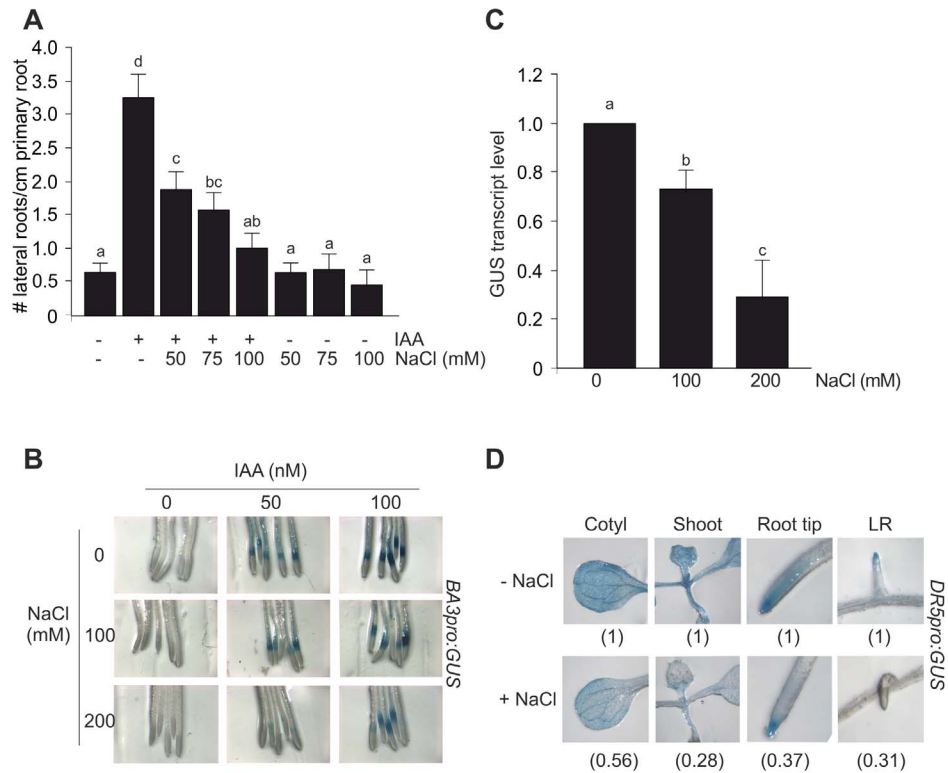 A
# lateral roots/cm primary root
4.0
3.5
3.0
2.5
2.0
1.5
1.0
0.5
0
a
d
c
bc
ab
a
a
a
- + + + + - - - IAA
- - 50 75 100 50 75 100 NaCl (mM)
C
GUS transcript level
1.2
1.0
0.8
0.6
0.4
0.2
0
a
b
c
0 100 200 NaCl (mM)
B
IAA (nM)
0 50 100
NaCl
(mM)
0
100
200
BA3pro:GUS
D
Cotyl Shoot Root tip LR
- NaCl
(1) (1) (1) (1)
+ NaCl
(0.56) (0.28) (0.37) (0.31)
DR5pro:GUS